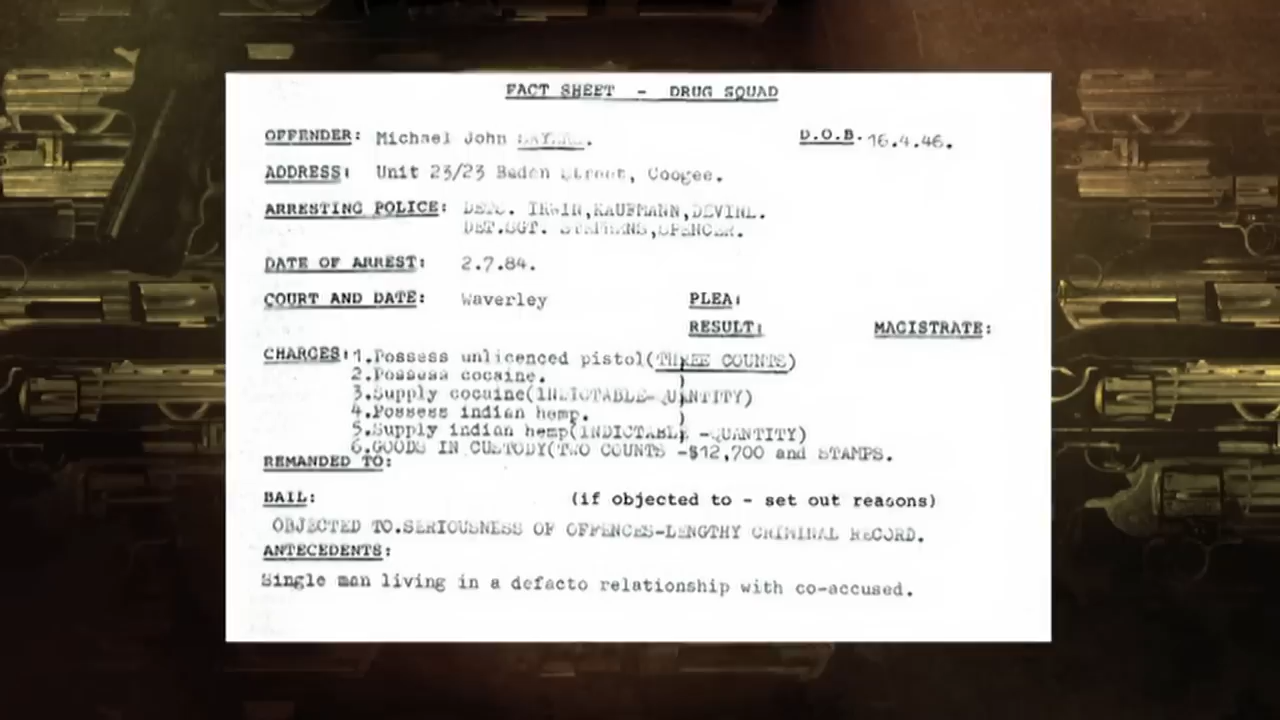 FACT SHEET - DRUG SQUAD
OFFENDER: Michael John D.O.B. 16.4.46.
ADDRESS: Unit 23/23 Baden Street, Coogee.
ARRESTING POLICE: IRWIN,KAUFMANN,DEVINE.
DET.SGT. STEPHENS,SPENCER.
DATE OF ARREST: 2.7.84.
COURT AND DATE: Waverley PLEA:
RESULT: MAGISTRATE:
CHARGES: 1.Possess unlicenced pistol(THREE COUNTS)
2.Possess cocaine. )
3.Supply cocaine(INDICTABLE-QUANTITY)
4.Possess indian hemp. )
5.Supply indian hemp(INDICTABLE -QUANTITY)
6.GOODS IN CUSTODY(TWO COUNTS -$12,700 and STAMPS.
REMANDED TO:
BAIL: (if objected to - set out reasons)
OBJECTED TO.SERIOUSNESS OF OFFENCES-LENGTHY CRIMINAL RECORD.
ANTECEDENTS:
Single man living in a defacto relationship with co-accused.